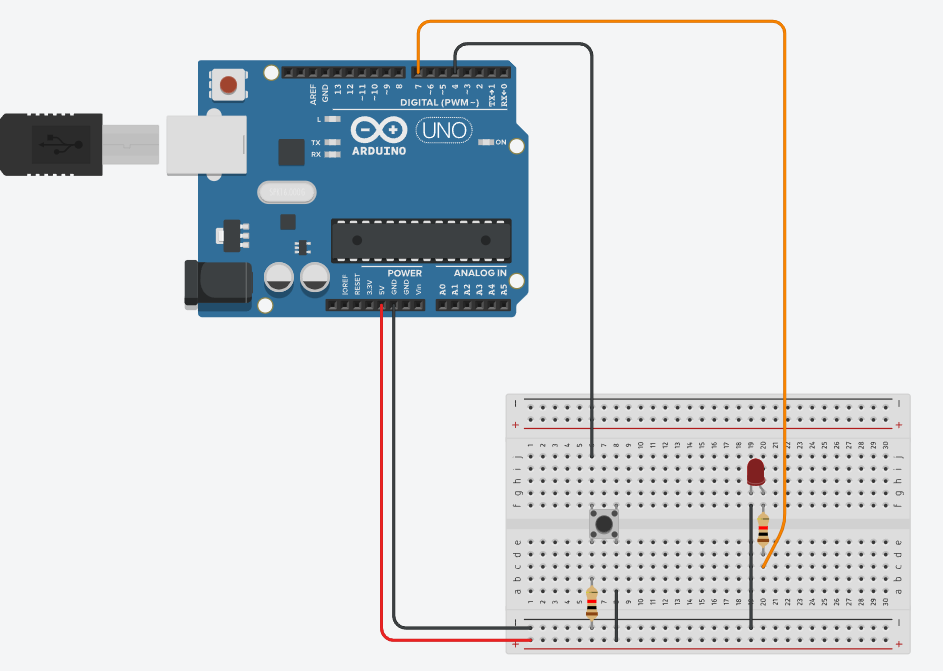 AREF GND 13 12 ~11 ~10 ~9 8 7 ~6 ~5 4 ~3 2 TX→1 RX←0
DIGITAL (PWM~)
L
TX
RX
UNO
ON
ARDUINO
POWER
ANALOG IN
IOREF RESET 3.3V 5V GND GND Vin A0 A1 A2 A3 A4 A5
− −
+ +
1 2 3 4 5 6 7 8 9 10 11 12 13 14 15 16 17 18 19 20 21 22 23 24 25 26 27 28 29 30
j j
i i
h h
g g
f f
e e
d d
c c
b b
a a
1 2 3 4 5 6 7 8 9 10 11 12 13 14 15 16 17 18 19 20 21 22 23 24 25 26 27 28 29 30
− −
+ +